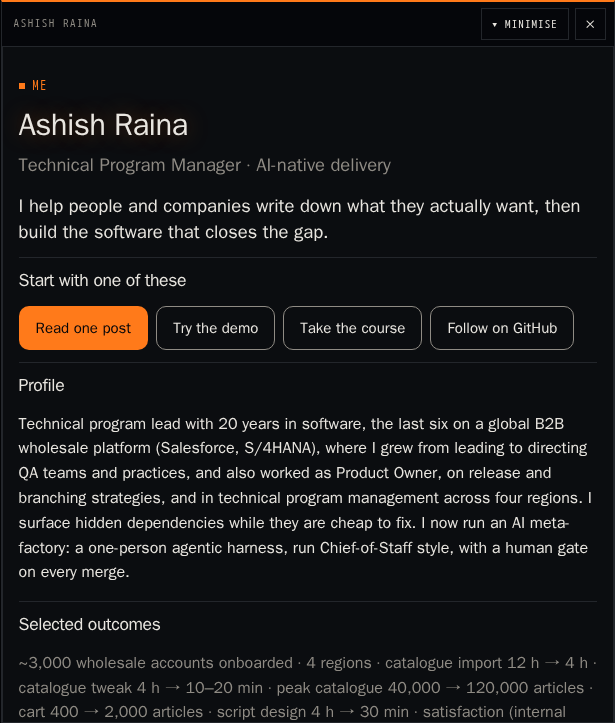 ASHISH RAINA
▾ MINIMISE ×
ME
Ashish Raina
Technical Program Manager · AI-native delivery
I help people and companies write down what they actually want, then
build the software that closes the gap.
Start with one of these
Read one post Try the demo Take the course Follow on GitHub
Profile
Technical program lead with 20 years in software, the last six on a global B2B
wholesale platform (Salesforce, S/4HANA), where I grew from leading to directing
QA teams and practices, and also worked as Product Owner, on release and
branching strategies, and in technical program management across four regions. I
surface hidden dependencies while they are cheap to fix. I now run an AI meta-
factory: a one-person agentic harness, run Chief-of-Staff style, with a human gate
on every merge.
Selected outcomes
~3,000 wholesale accounts onboarded · 4 regions · catalogue import 12 h → 4 h ·
catalogue tweak 4 h → 10–20 min · peak catalogue 40,000 → 120,000 articles ·
cart 400 → 2,000 articles · script design 4 h → 30 min · satisfaction (internal